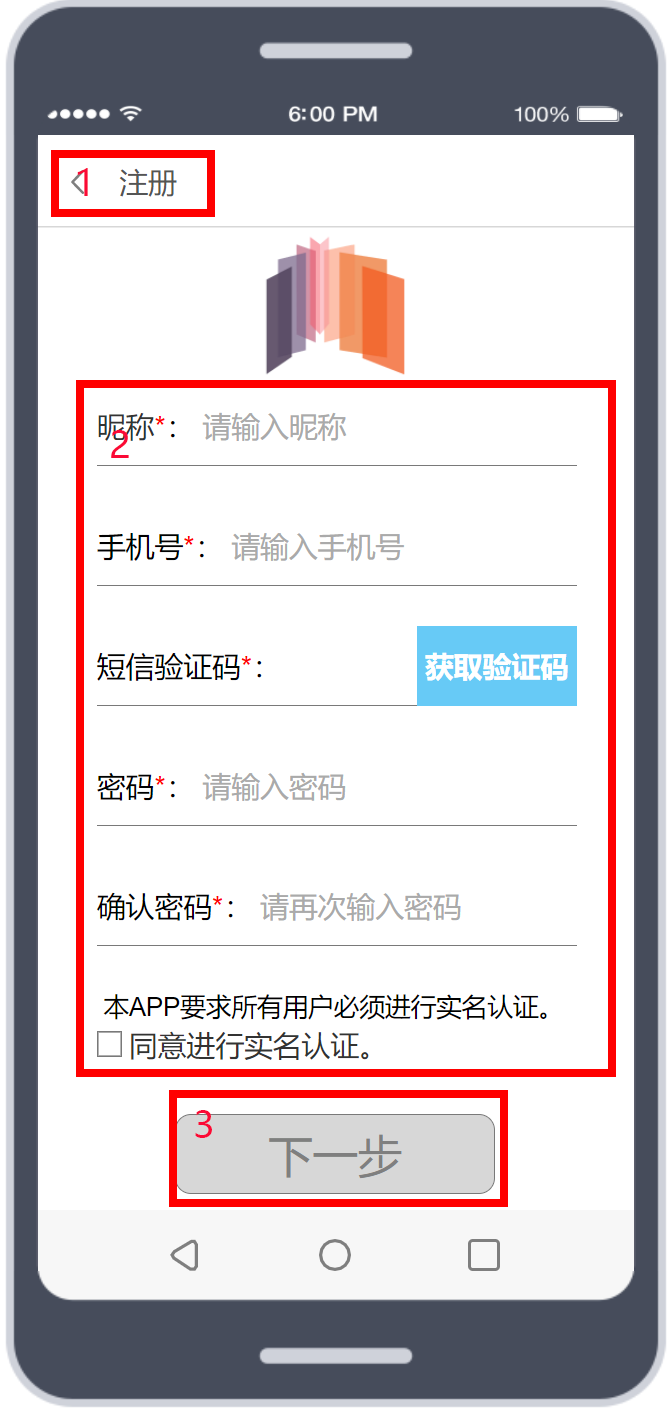 6:00 PM 100%
1 注册
昵称*： 请输入昵称
2
手机号*： 请输入手机号
短信验证码*： 获取验证码
密码*： 请输入密码
确认密码*： 请再次输入密码
本APP要求所有用户必须进行实名认证。
同意进行实名认证。
3
下一步